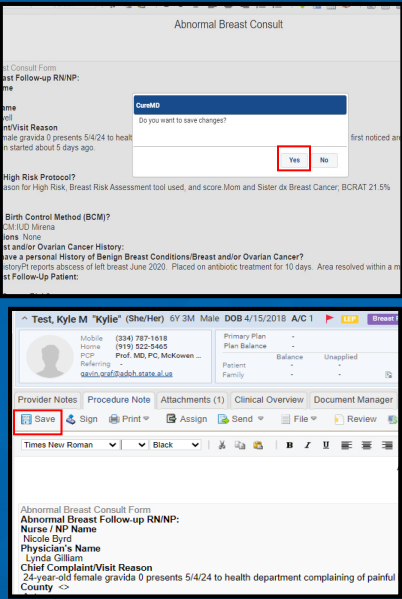 Abnormal Breast Consult
st Consult Form
ast Follow-up RN/NP:
me
ame
well
nt/Visit Reason
male gravida 0 presents 5/4/24 to healt
first noticed are
n started about 5 days ago.
CureMD
Do you want to save changes?
Yes No
High Risk Protocol?
ason for High Risk, Breast Risk Assessment tool used, and score Mom and Sister dx Breast Cancer; BCRAT 21.5%
Birth Control Method (BCM)?
CM:IUD Mirena
ions None
st and/or Ovarian Cancer History:
have a personal History of Benign Breast Conditions/Breast and/or Ovarian Cancer?
istoryPt reports abscess of left breast June 2020. Placed on antibiotic treatment for 10 days. Area resolved within a m
st Follow-Up Patient:
Test, Kyle M "Kylie" (She/Her) 6Y 3M Male DOB 4/15/2018 A/C 1 LEP Breast F
Mobile (334) 787-1618
Home (919) 522-5465
PCP Prof. MD, PC, McKowen ...
Referring -
gavin.graf@adph.state.al.us
Primary Plan -
Plan Balance -
Balance Unapplied
Patient - -
Family - -
Provider Notes Procedure Note Attachments (1) Clinical Overview Document Manager
Save Sign Print Assign Send File Review
Times New Roman Black B I U
Abnormal Breast Consult Form
Abnormal Breast Follow-up RN/NP:
Nurse / NP Name
Nicole Byrd
Physician's Name
Lynda Gilliam
Chief Complaint/Visit Reason
24-year-old female gravida 0 presents 5/4/24 to health department complaining of painful
County <>